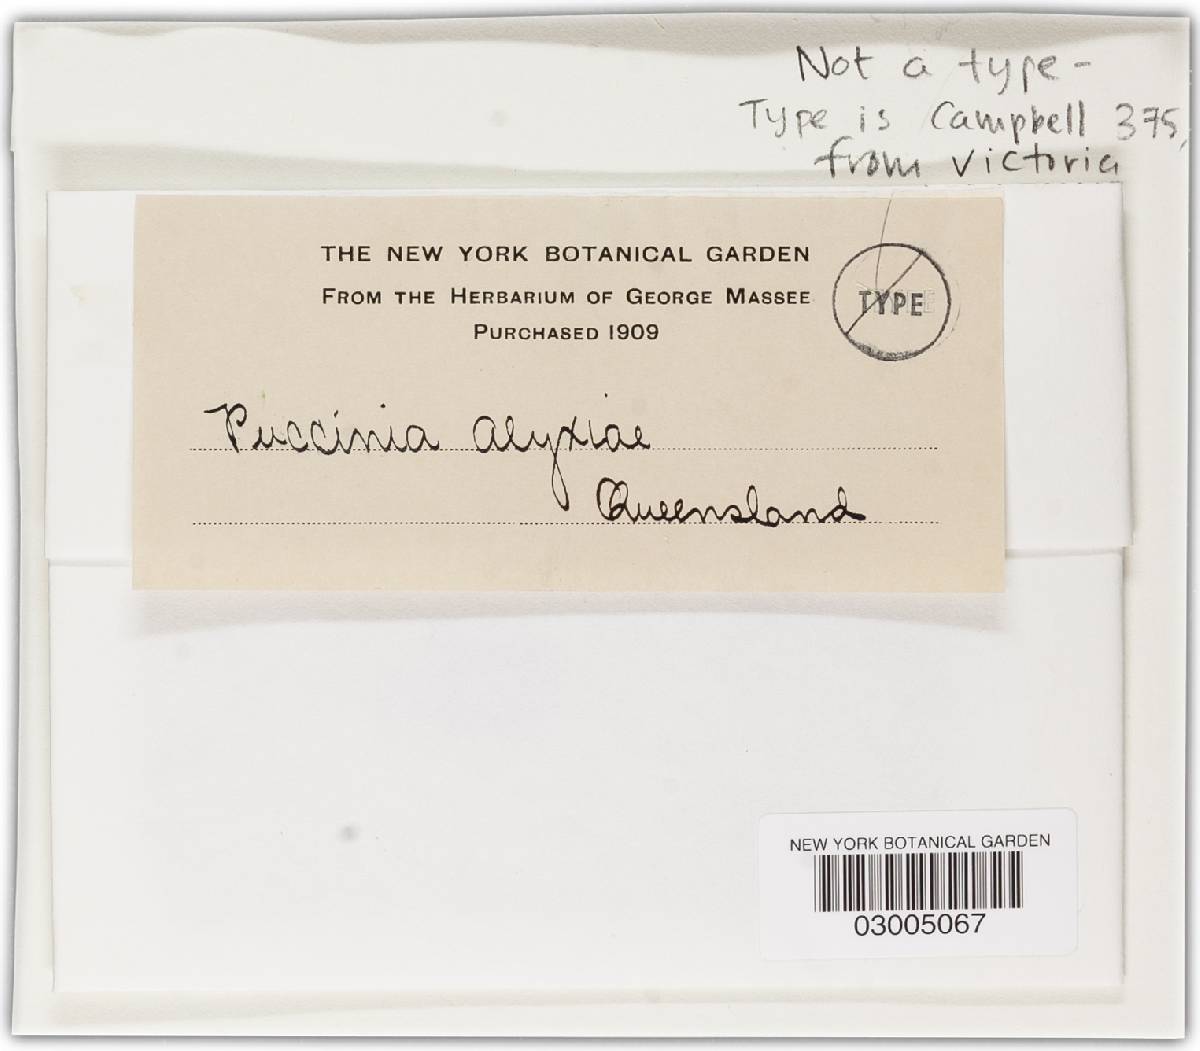 Not a type -
Type is Campbell 375,
from Victoria
THE NEW YORK BOTANICAL GARDEN
FROM THE HERBARIUM OF GEORGE MASSEE
PURCHASED 1909
TYPE
Puccinia alyxiae
Queensland
NEW YORK BOTANICAL GARDEN
03005067